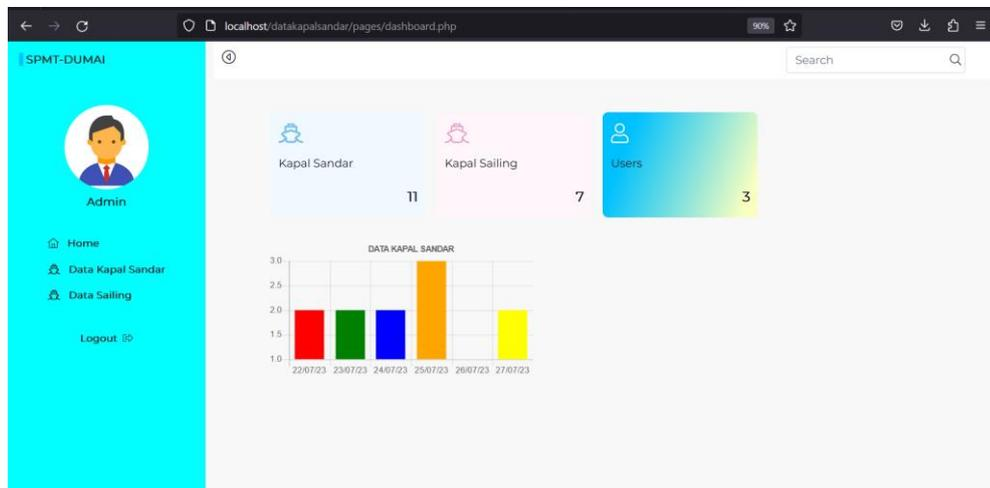 localhost/datakapalsandar/pages/dashboard.php
90%
SPMT-DUMAI
Search
Admin
Home
Data Kapal Sandar
Data Sailing
Logout
Kapal Sandar
11
Kapal Sailing
7
Users
3
DATA KAPAL SANDAR
3.0
2.5
2.0
1.5
1.0
22/07/23 23/07/23 24/07/23 25/07/23 26/07/23 27/07/23